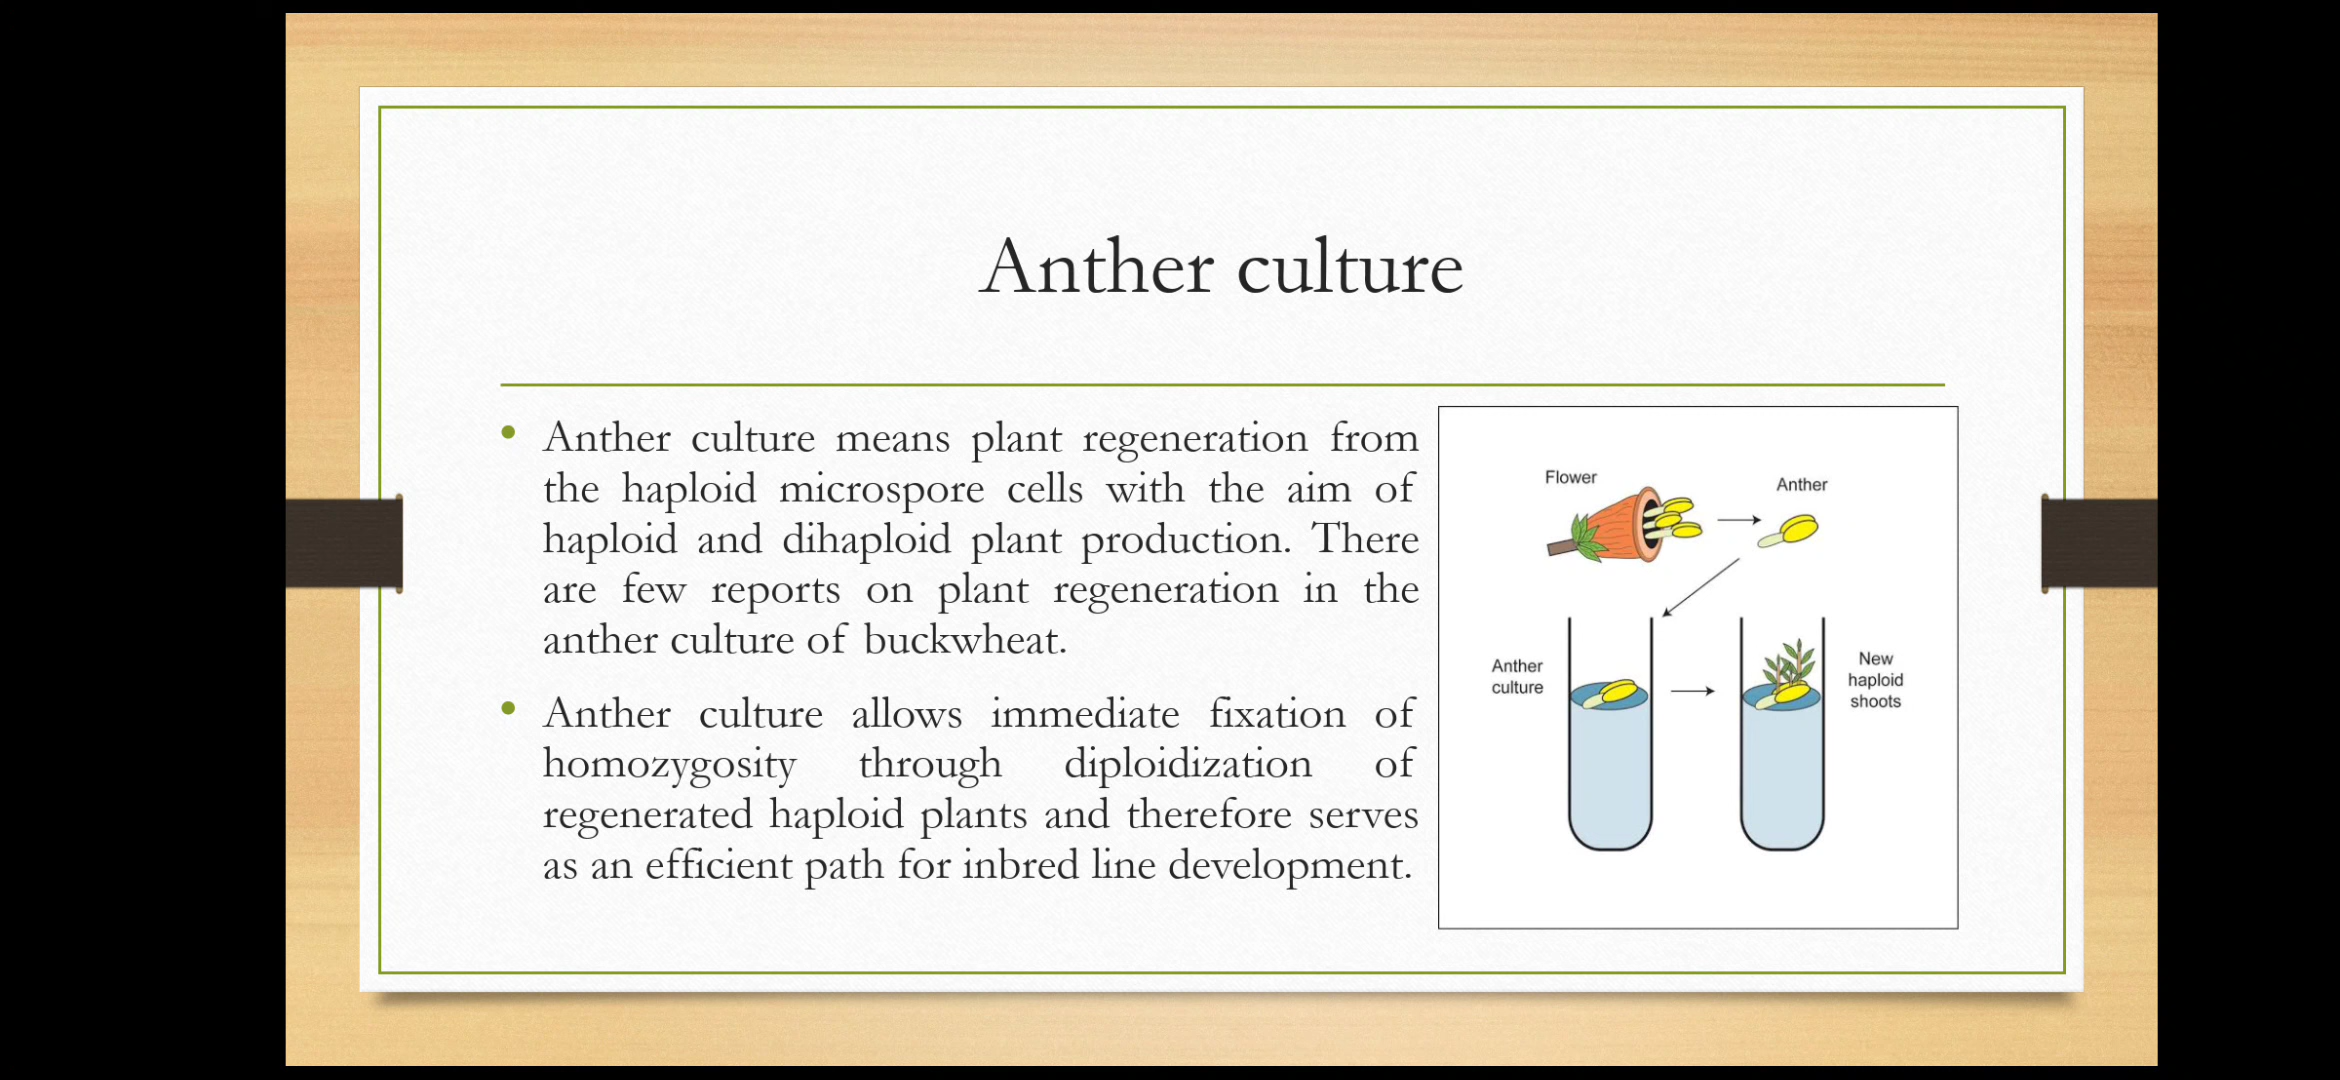 Anther culture
• Anther culture means plant regeneration from
the haploid microspore cells with the aim of
haploid and dihaploid plant production. There
are few reports on plant regeneration in the
anther culture of buckwheat.
• Anther culture allows immediate fixation of
homozygosity through diploidization of
regenerated haploid plants and therefore serves
as an efficient path for inbred line development.
Flower
Anther
Anther
culture
New
haploid
shoots